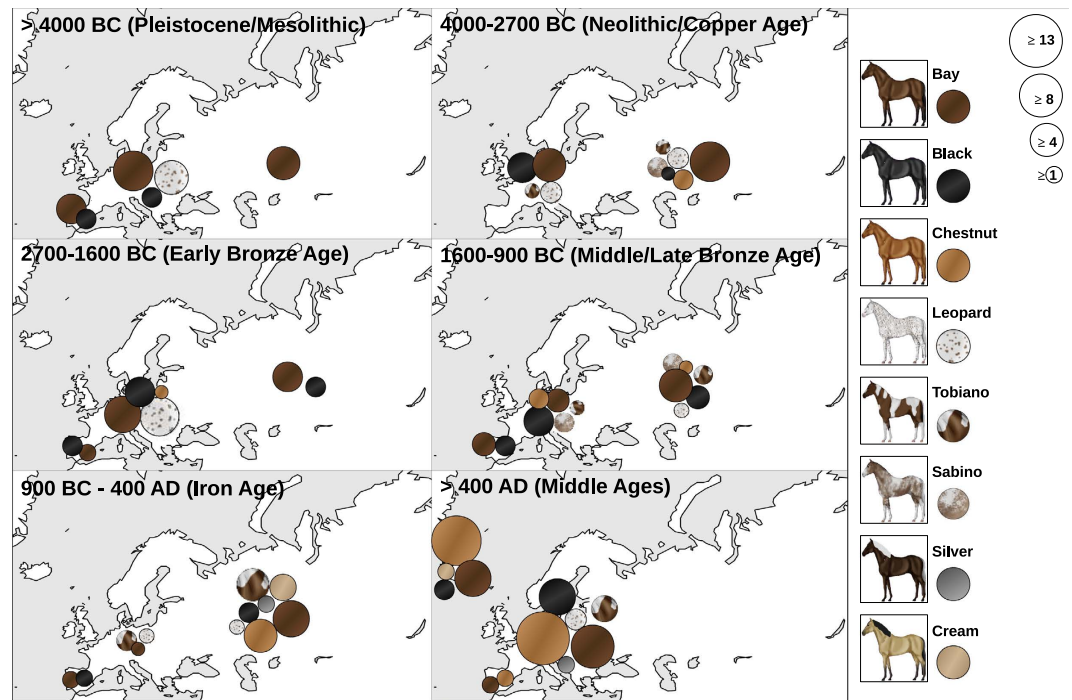 > 4000 BC (Pleistocene/Mesolithic)
4000-2700 BC (Neolithic/Copper Age)
2700-1600 BC (Early Bronze Age)
1600-900 BC (Middle/Late Bronze Age)
900 BC - 400 AD (Iron Age)
> 400 AD (Middle Ages)
≥ 13
≥ 8
≥ 4
≥1
Bay
Black
Chestnut
Leopard
Tobiano
Sabino
Silver
Cream